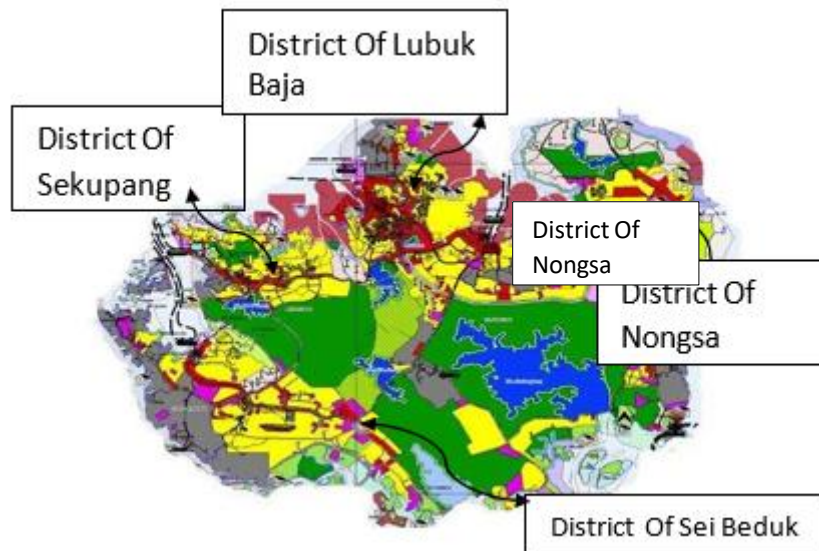 District Of Lubuk
Baja
District Of
Sekupang
District Of
Nongsa
District Of
Nongsa
District Of Sei Beduk